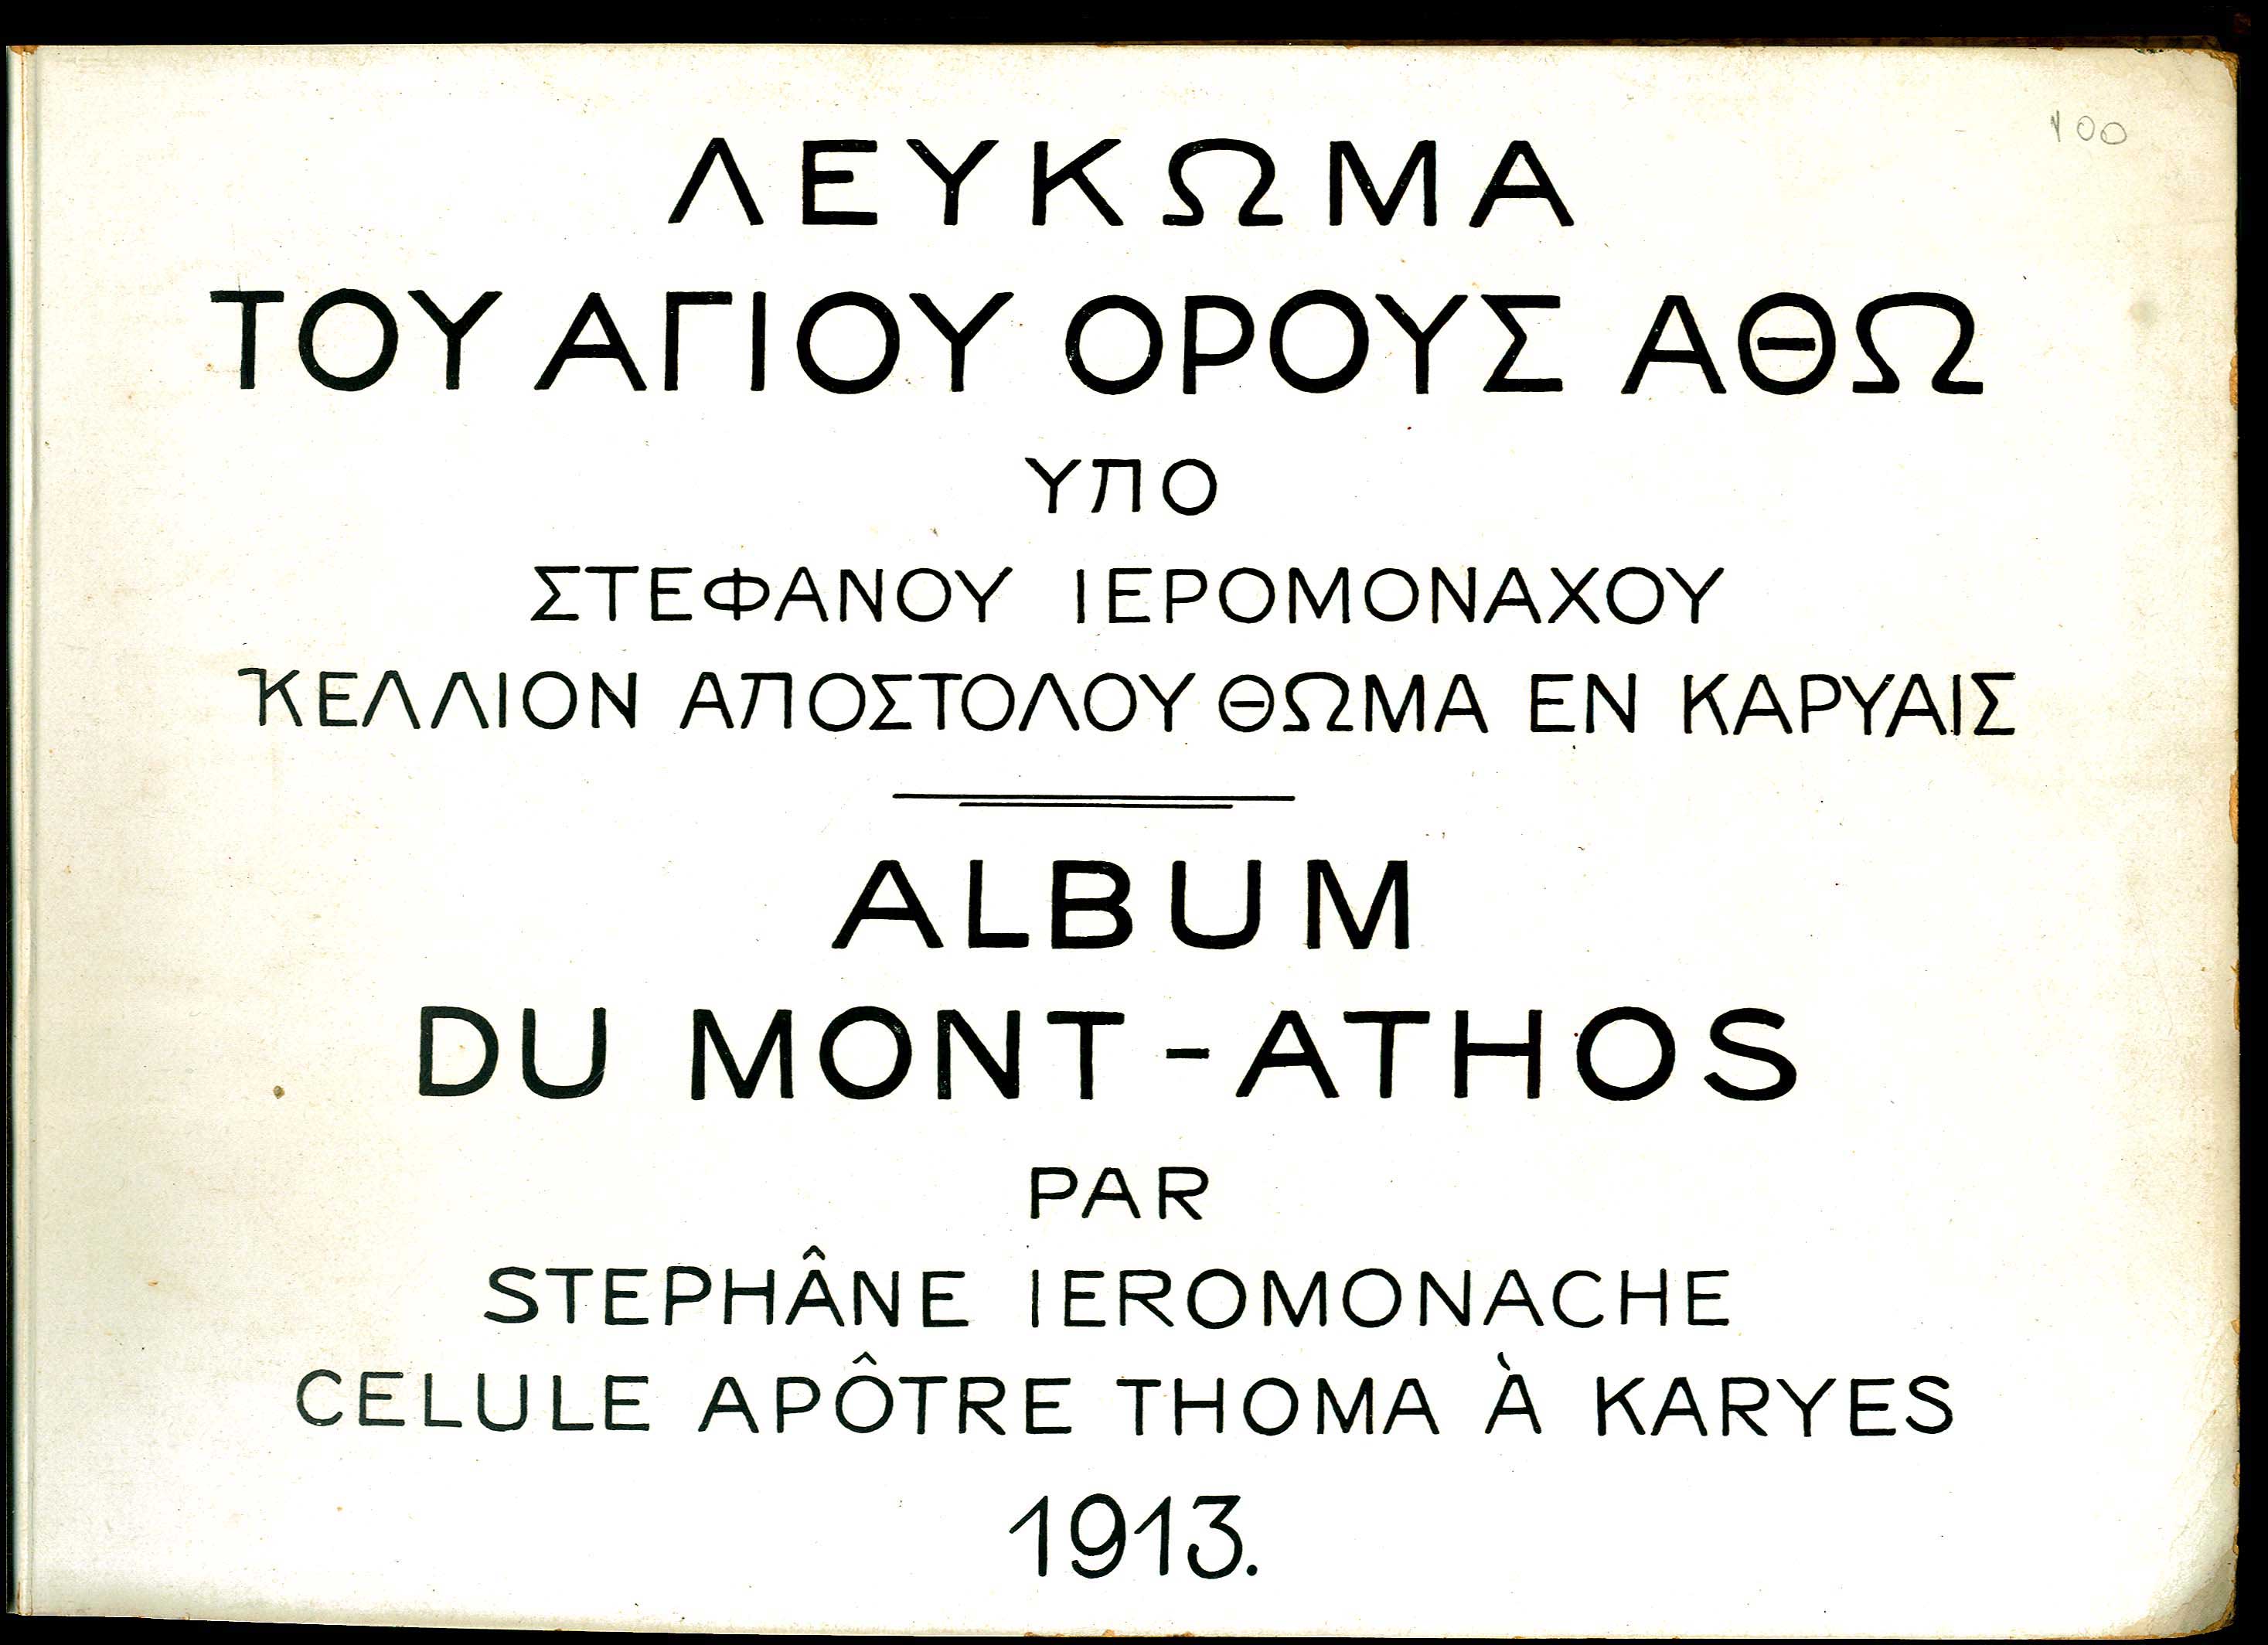 100
ΛΕΥΚΩΜΑ
ΤΟΥ ΑΓΙΟΥ ΟΡΟΥΣ ΑΘΩ
ΥΠΟ
ΣΤΕΦΑΝΟΥ ΙΕΡΟΜΟΝΑΧΟΥ
ΚΕΛΛΙΟΝ ΑΠΟΣΤΟΛΟΥ ΘΩΜΑ ΕΝ ΚΑΡΥΑΙΣ
ALBUM
DU MONT-ATHOS
PAR
STEPHÂNE IEROMONACHE
CELULE APÔTRE THOMA À KARYES
1913.